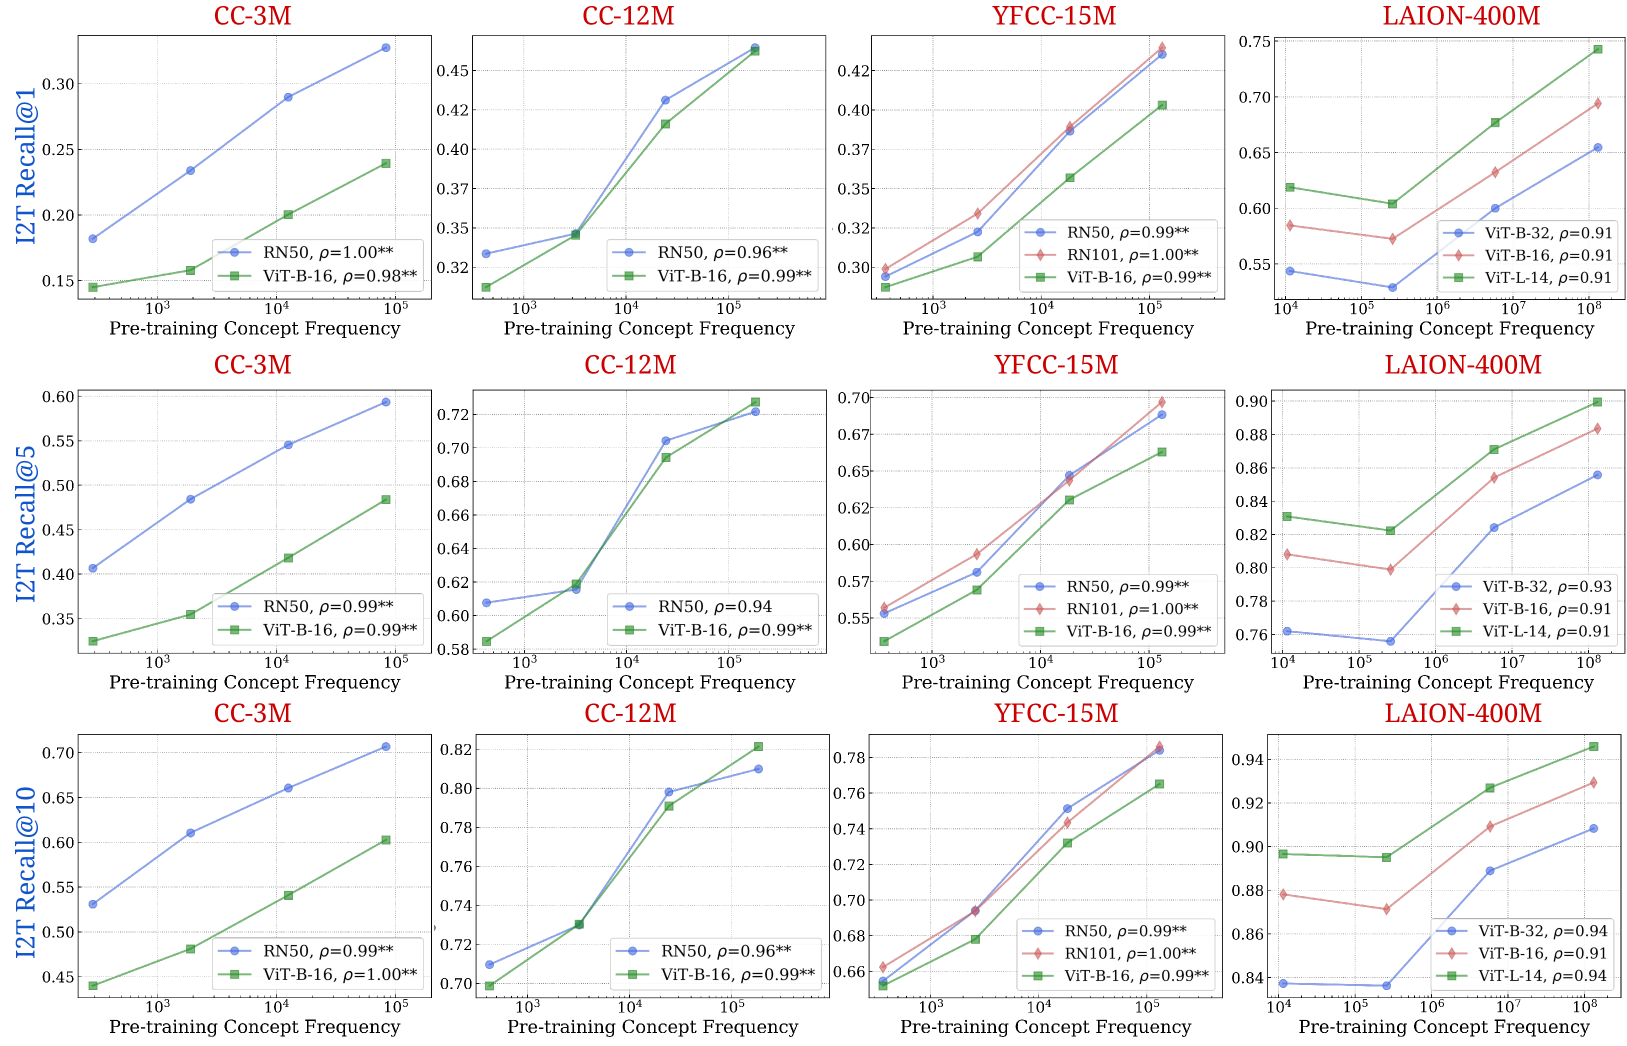 CC-3M CC-12M YFCC-15M LAION-400M
I2T Recall@1
0.30
0.25
0.20
0.15
10³ 10⁴ 10⁵
Pre-training Concept Frequency
RN50, ρ=1.00**
ViT-B-16, ρ=0.98**
0.45
0.42
0.40
0.37
0.35
0.32
10³ 10⁴ 10⁵
Pre-training Concept Frequency
RN50, ρ=0.96**
ViT-B-16, ρ=0.99**
0.42
0.40
0.37
0.35
0.32
0.30
10³ 10⁴ 10⁵
Pre-training Concept Frequency
RN50, ρ=0.99**
RN101, ρ=1.00**
ViT-B-16, ρ=0.99**
0.75
0.70
0.65
0.60
0.55
10⁴ 10⁵ 10⁶ 10⁷ 10⁸
Pre-training Concept Frequency
ViT-B-32, ρ=0.91
ViT-B-16, ρ=0.91
ViT-L-14, ρ=0.91
CC-3M CC-12M YFCC-15M LAION-400M
I2T Recall@5
0.60
0.55
0.50
0.45
0.40
0.35
10³ 10⁴ 10⁵
Pre-training Concept Frequency
RN50, ρ=0.99**
ViT-B-16, ρ=0.99**
0.72
0.70
0.68
0.66
0.64
0.62
0.60
0.58
10³ 10⁴ 10⁵
Pre-training Concept Frequency
RN50, ρ=0.94
ViT-B-16, ρ=0.99**
0.70
0.67
0.65
0.62
0.60
0.57
0.55
10³ 10⁴ 10⁵
Pre-training Concept Frequency
RN50, ρ=0.99**
RN101, ρ=1.00**
ViT-B-16, ρ=0.99**
0.90
0.88
0.86
0.84
0.82
0.80
0.78
0.76
10⁴ 10⁵ 10⁶ 10⁷ 10⁸
Pre-training Concept Frequency
ViT-B-32, ρ=0.93
ViT-B-16, ρ=0.91
ViT-L-14, ρ=0.91
CC-3M CC-12M YFCC-15M LAION-400M
I2T Recall@10
0.70
0.65
0.60
0.55
0.50
0.45
10³ 10⁴ 10⁵
Pre-training Concept Frequency
RN50, ρ=0.99**
ViT-B-16, ρ=1.00**
0.82
0.80
0.78
0.76
0.74
0.72
0.70
10³ 10⁴ 10⁵
Pre-training Concept Frequency
RN50, ρ=0.96**
ViT-B-16, ρ=0.99**
0.78
0.76
0.74
0.72
0.70
0.68
0.66
10³ 10⁴ 10⁵
Pre-training Concept Frequency
RN50, ρ=0.99**
RN101, ρ=1.00**
ViT-B-16, ρ=0.99**
0.94
0.92
0.90
0.88
0.86
0.84
10⁴ 10⁵ 10⁶ 10⁷ 10⁸
Pre-training Concept Frequency
ViT-B-32, ρ=0.94
ViT-B-16, ρ=0.91
ViT-L-14, ρ=0.94